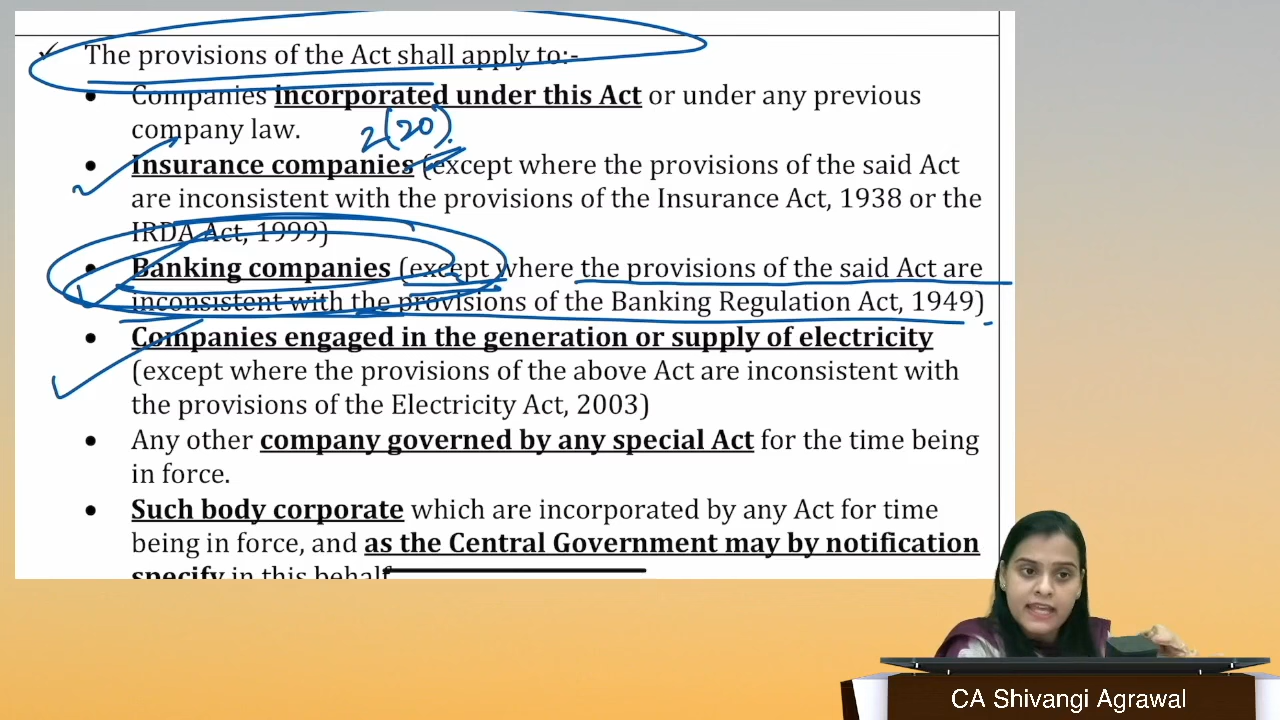 The provisions of the Act shall apply to:-
Companies incorporated under this Act or under any previous
company law.
2(20).
Insurance companies (except where the provisions of the said Act
are inconsistent with the provisions of the Insurance Act, 1938 or the
IRDA Act, 1999)
Banking companies (except where the provisions of the said Act are
inconsistent with the provisions of the Banking Regulation Act, 1949)
Companies engaged in the generation or supply of electricity
(except where the provisions of the above Act are inconsistent with
the provisions of the Electricity Act, 2003)
Any other company governed by any special Act for the time being
in force.
Such body corporate which are incorporated by any Act for time
being in force, and as the Central Government may by notification
specify in this behalf
CA Shivangi Agrawal